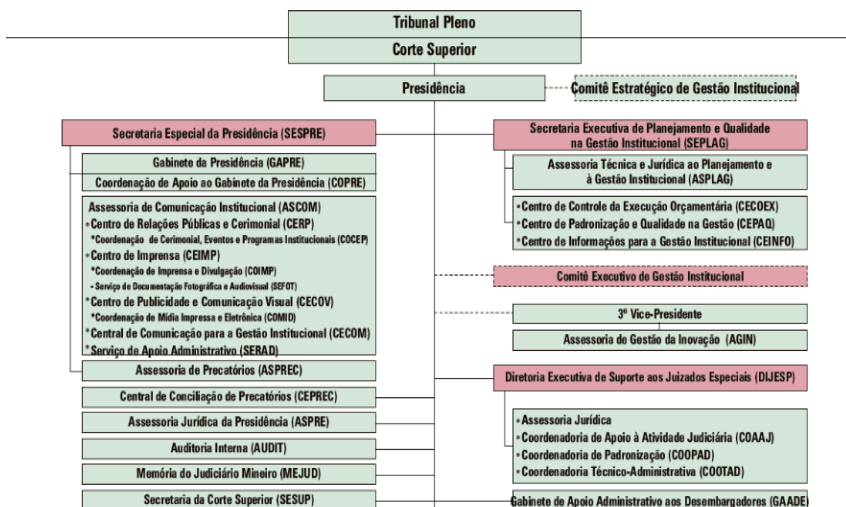 Tribunal Pleno
Corte Superior
Presidência
Comitê Estratégico de Gestão Institucional
Secretaria Especial da Presidência (SESPRE)
Gabinete da Presidência (GAPRE)
Coordenação de Apoio ao Gabinete da Presidência (COPRE)
Assessoria de Comunicação Institucional (ASCOM)
• Centro de Relações Públicas e Cerimonial (CERP)
*Coordenação de Cerimonial, Eventos e Programas Institucionais (COCEP)
• Centro de Imprensa (CEIMP)
*Coordenação de Imprensa e Divulgação (COIMP)
- Serviço de Documentação Fotográfica e Audiovisual (SEFOT)
• Centro de Publicidade e Comunicação Visual (CECOV)
*Coordenação de Mídia Impressa e Eletrônica (COMID)
* Central de Comunicação para a Gestão Institucional (CECOM)
* Serviço de Apoio Administrativo (SERAD)
Assessoria de Precatórios (ASPREC)
Central de Conciliação de Precatórios (CEPREC)
Assessoria Jurídica da Presidência (ASPRE)
Auditoria Interna (AUDIT)
Memória do Judiciário Mineiro (MEJUD)
Secretaria da Corte Superior (SESUP)
Secretaria Executiva de Planejamento e Qualidade
na Gestão Institucional (SEPLAG)
Assessoria Técnica e Jurídica ao Planejamento e
à Gestão Institucional (ASPLAG)
• Centro de Controle da Execução Orçamentária (CECOEX)
• Centro de Padronização e Qualidade na Gestão (CEPAQ)
• Centro de Informações para a Gestão Institucional (CEINFO)
Comitê Executivo de Gestão Institucional
3º Vice-Presidente
Assessoria de Gestão da Inovação (AGIN)
Diretoria Executiva de Suporte aos Juizados Especiais (DIJESP)
• Assessoria Jurídica
• Coordenadoria de Apoio à Atividade Judiciária (COAAJ)
• Coordenadoria de Padronização (COOPAD)
• Coordenadoria Técnico-Administrativa (COOTAD)
Gabinete de Apoio Administrativo aos Desembargadores (GAADE)